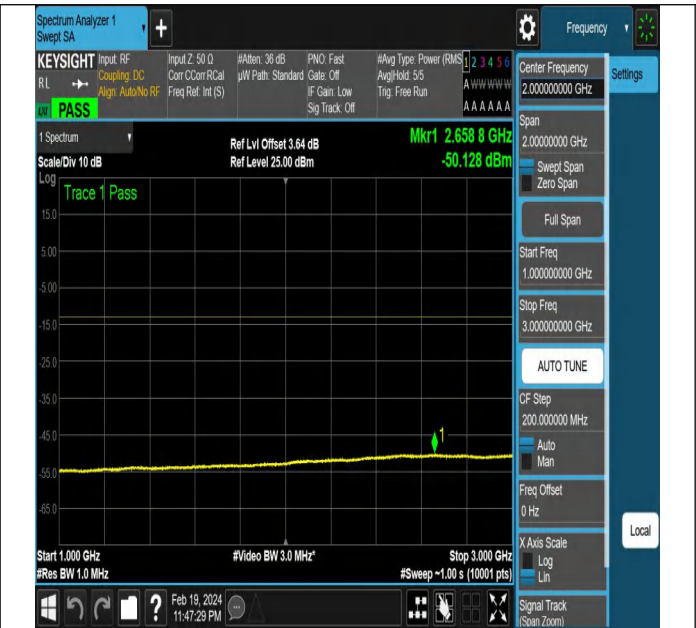 Spectrum Analyzer 1
Swept SA
Frequency
KEYSIGHT
RL
Input: RF
Coupling: DC
Align: Auto/No RF
Input Z: 50 Ω
Corr CCorr RCal
Freq Ref: Int (S)
#Atten: 36 dB
µW Path: Standard
PNO: Fast
Gate: Off
IF Gain: Low
Sig Track: Off
#Avg Type: Power (RMS
Avg|Hold: 5/5
Trig: Free Run
1 2 3 4 5 6
A W W W W W
A A A A A A
PASS
1 Spectrum
Scale/Div 10 dB
Ref Lvl Offset 3.64 dB
Ref Level 25.00 dBm
Mkr1 2.658 8 GHz
-50.128 dBm
Log
Trace 1 Pass
15.0
5.00
-5.00
-15.0
-25.0
-35.0
-45.0
-55.0
-65.0
1
Start 1.000 GHz
#Res BW 1.0 MHz
#Video BW 3.0 MHz*
Stop 3.000 GHz
#Sweep ~1.00 s (10001 pts)
Feb 19, 2024
11:47:29 PM
Center Frequency
2.000000000 GHz
Settings
Span
2.00000000 GHz
Swept Span
Zero Span
Full Span
Start Freq
1.000000000 GHz
Stop Freq
3.000000000 GHz
AUTO TUNE
CF Step
200.000000 MHz
Auto
Man
Freq Offset
0 Hz
X Axis Scale
Log
Lin
Local
Signal Track
(Span Zoom)